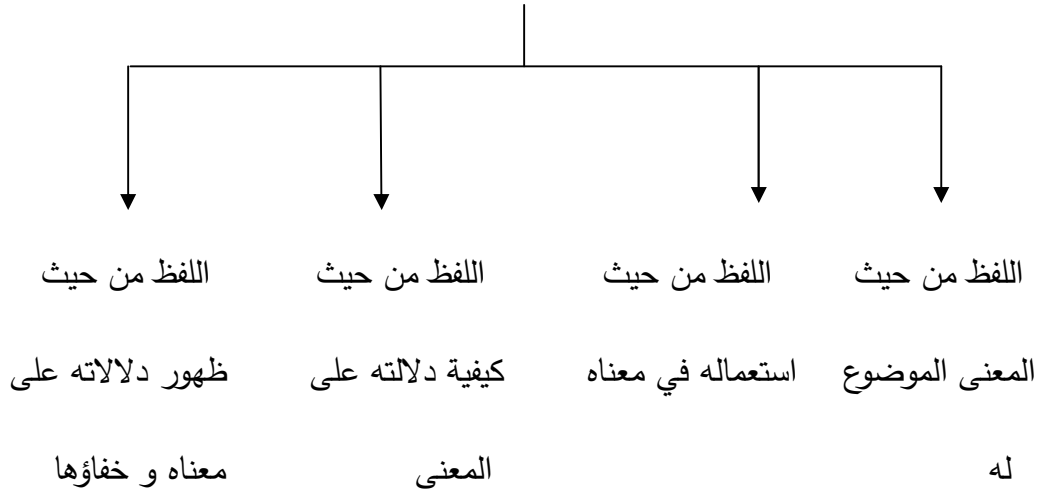 اللفظ من حيث
المعنى الموضوع
له
اللفظ من حيث
استعماله في معناه
اللفظ من حيث
كيفية دلالته على
المعنى
اللفظ من حيث
ظهور دلالاته على
معناه و خفاؤها